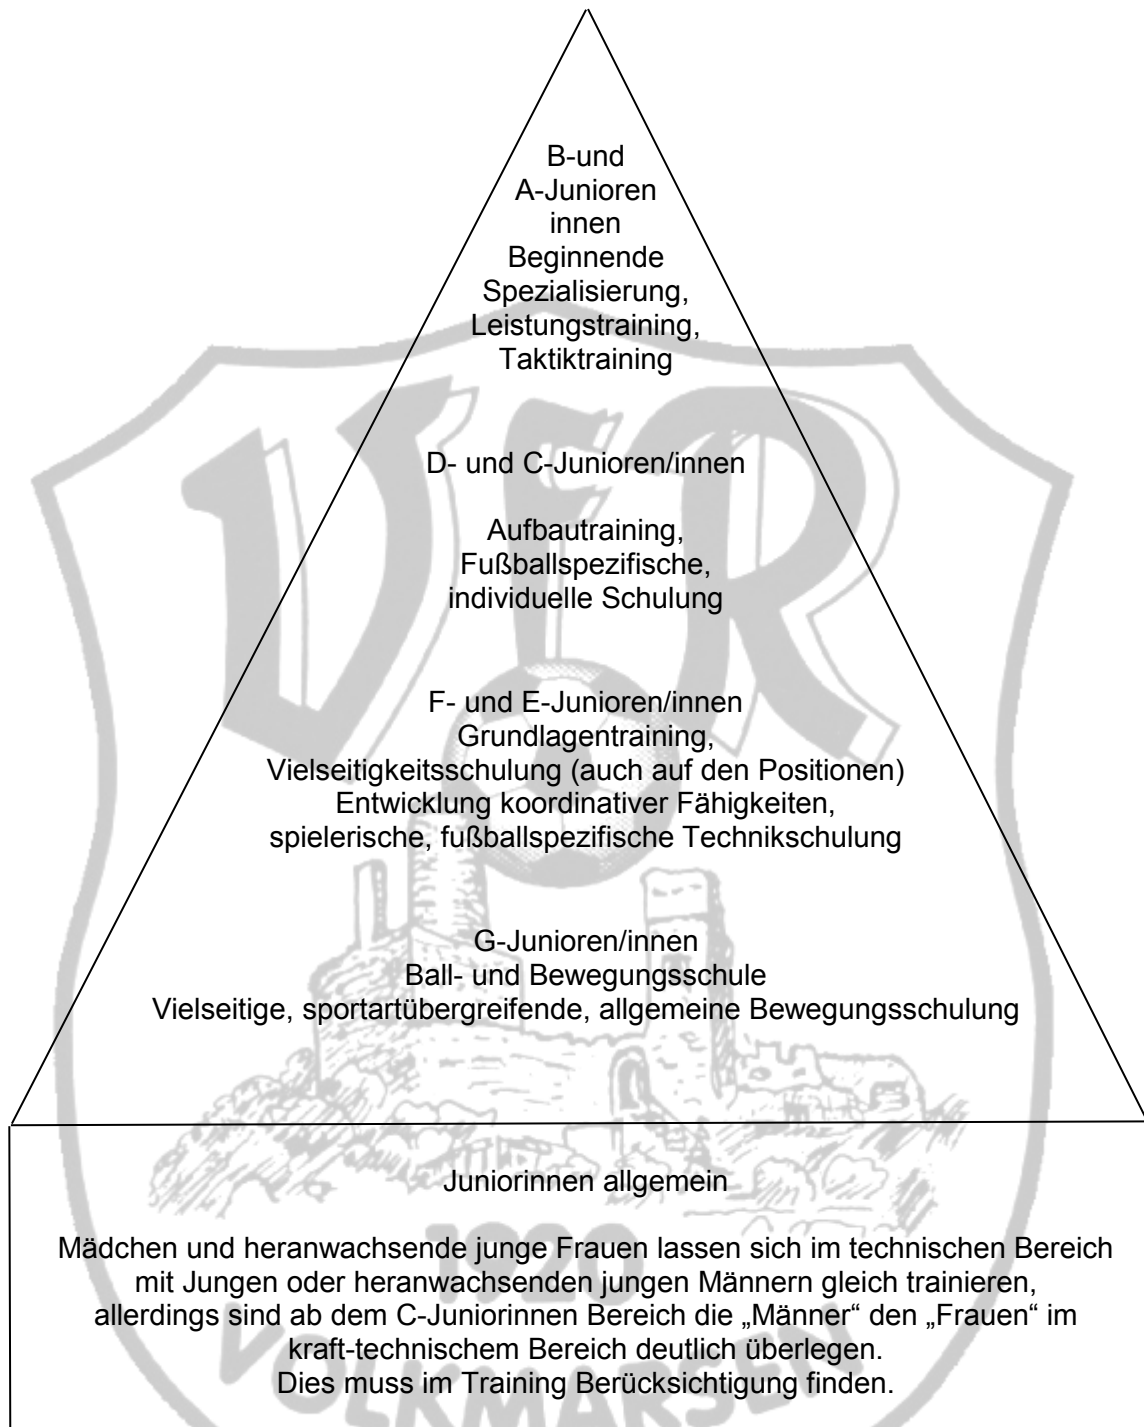 B-und
A-Junioren
innen
Beginnende
Spezialisierung,
Leistungstraining,
Taktiktraining
D- und C-Junioren/innen
Aufbautraining,
Fußballspezifische,
individuelle Schulung
F- und E-Junioren/innen
Grundlagentraining,
Vielseitigkeitsschulung (auch auf den Positionen)
Entwicklung koordinativer Fähigkeiten,
spielerische, fußballspezifische Technikschulung
G-Junioren/innen
Ball- und Bewegungsschule
Vielseitige, sportartübergreifende, allgemeine Bewegungsschulung
Juniorinnen allgemein
Mädchen und heranwachsende junge Frauen lassen sich im technischen Bereich
mit Jungen oder heranwachsenden jungen Männern gleich trainieren,
allerdings sind ab dem C-Juniorinnen Bereich die „Männer“ den „Frauen“ im
kraft-technischem Bereich deutlich überlegen.
Dies muss im Training Berücksichtigung finden.
VfR
1920
VOLKMARSEN